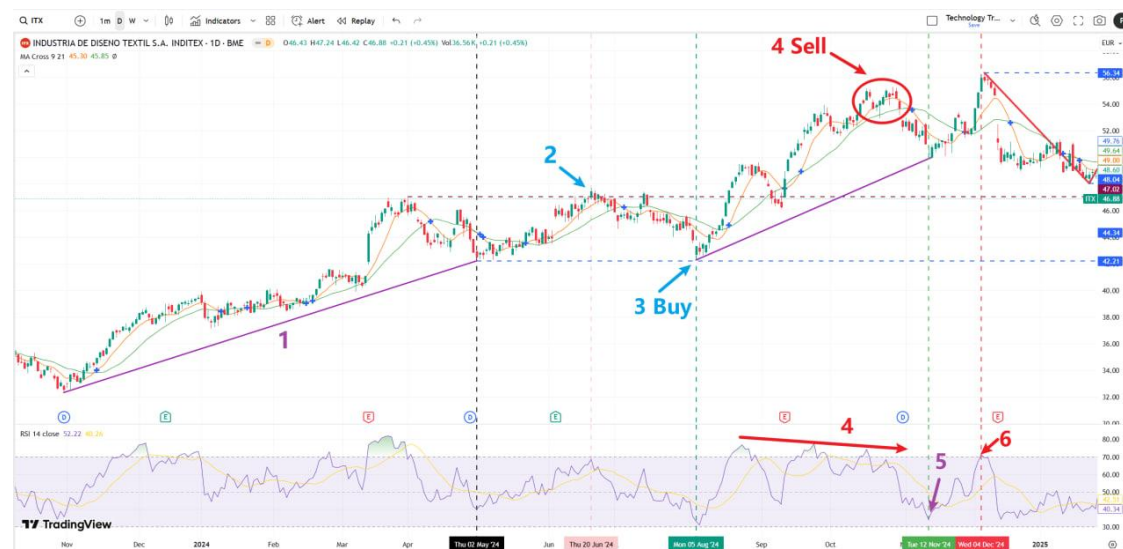 ITX 1m D W Indicators Alert Replay Technology Tr... Save
INDUSTRIA DE DISENO TEXTIL S.A. INDITEX · 1D · BME D O46.43 H47.24 L46.42 C46.88 +0.21 (+0.45%) Vol36.56K +0.21 (+0.45%) EUR
MA Cross 9 21 45.30 45.85 Ø
4 Sell
56.34
54.00
52.00
2
49.76
49.64
49.00
48.60
48.04
47.02
ITX 46.88
46.00
44.34
42.21
3 Buy
40.00
38.00
1
36.00
34.00
32.00
D E E D E E D E
30.00
RSI 14 close 52.22 40.26
80.00
4
6
70.00
60.00
5
50.00
40.34
30.00
TradingView
Nov Dec 2024 Feb Mar Apr Thu 02 May '24 Jun Thu 20 Jun '24 Mon 05 Aug '24 Sep Oct Tue 12 Nov '24 Wed 04 Dec '24 2025